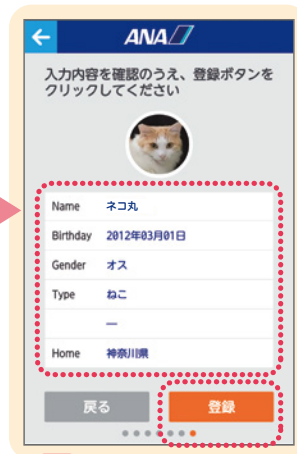 ANA
入力内容を確認のうえ、登録ボタンを
クリックしてください
Name ネコ丸
Birthday 2012年03月01日
Gender オス
Type ねこ
—
Home 神奈川県
戻る 登録